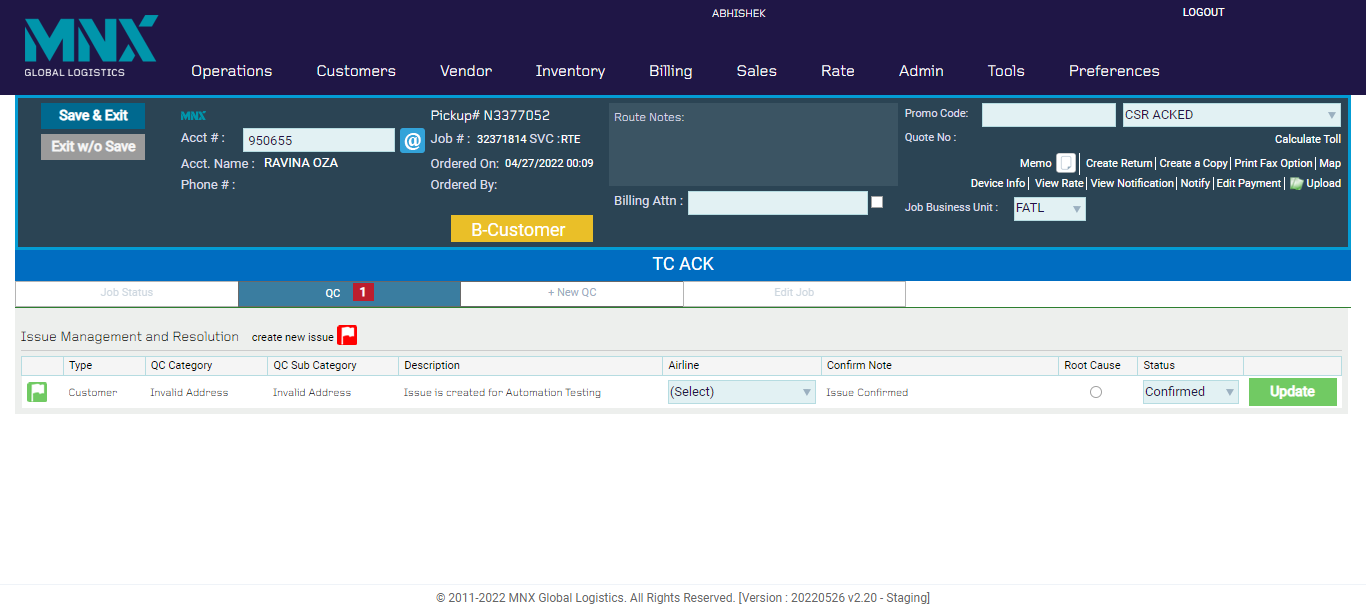 ABHISHEK
LOGOUT
MNX
GLOBAL LOGISTICS
Operations Customers Vendor Inventory Billing Sales Rate Admin Tools Preferences
Save & Exit
Exit w/o Save
MNX
Acct # : 950655 @
Acct. Name : RAVINA OZA
Phone # :
Pickup# N3377052
Job # : 32371814 SVC :RTE
Ordered On: 04/27/2022 00:09
Ordered By:
B-Customer
Route Notes:
Billing Attn :
Promo Code: CSR ACKED
Quote No : Calculate Toll
Memo | Create Return| Create a Copy| Print Fax Option| Map
Device Info| View Rate| View Notification| Notify| Edit Payment| Upload
Job Business Unit : FATL
TC ACK
Job Status QC 1 + New QC Edit Job
Issue Management and Resolution create new issue
Type QC Category QC Sub Category Description Airline Confirm Note Root Cause Status
Customer Invalid Address Invalid Address Issue is created for Automation Testing (Select) Issue Confirmed Confirmed Update
© 2011-2022 MNX Global Logistics. All Rights Reserved. [Version : 20220526 v2.20 - Staging]